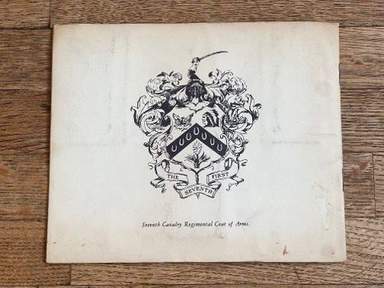 THE SEVENTH FIRST
Seventh Cavalry Regimental Coat of Arms.